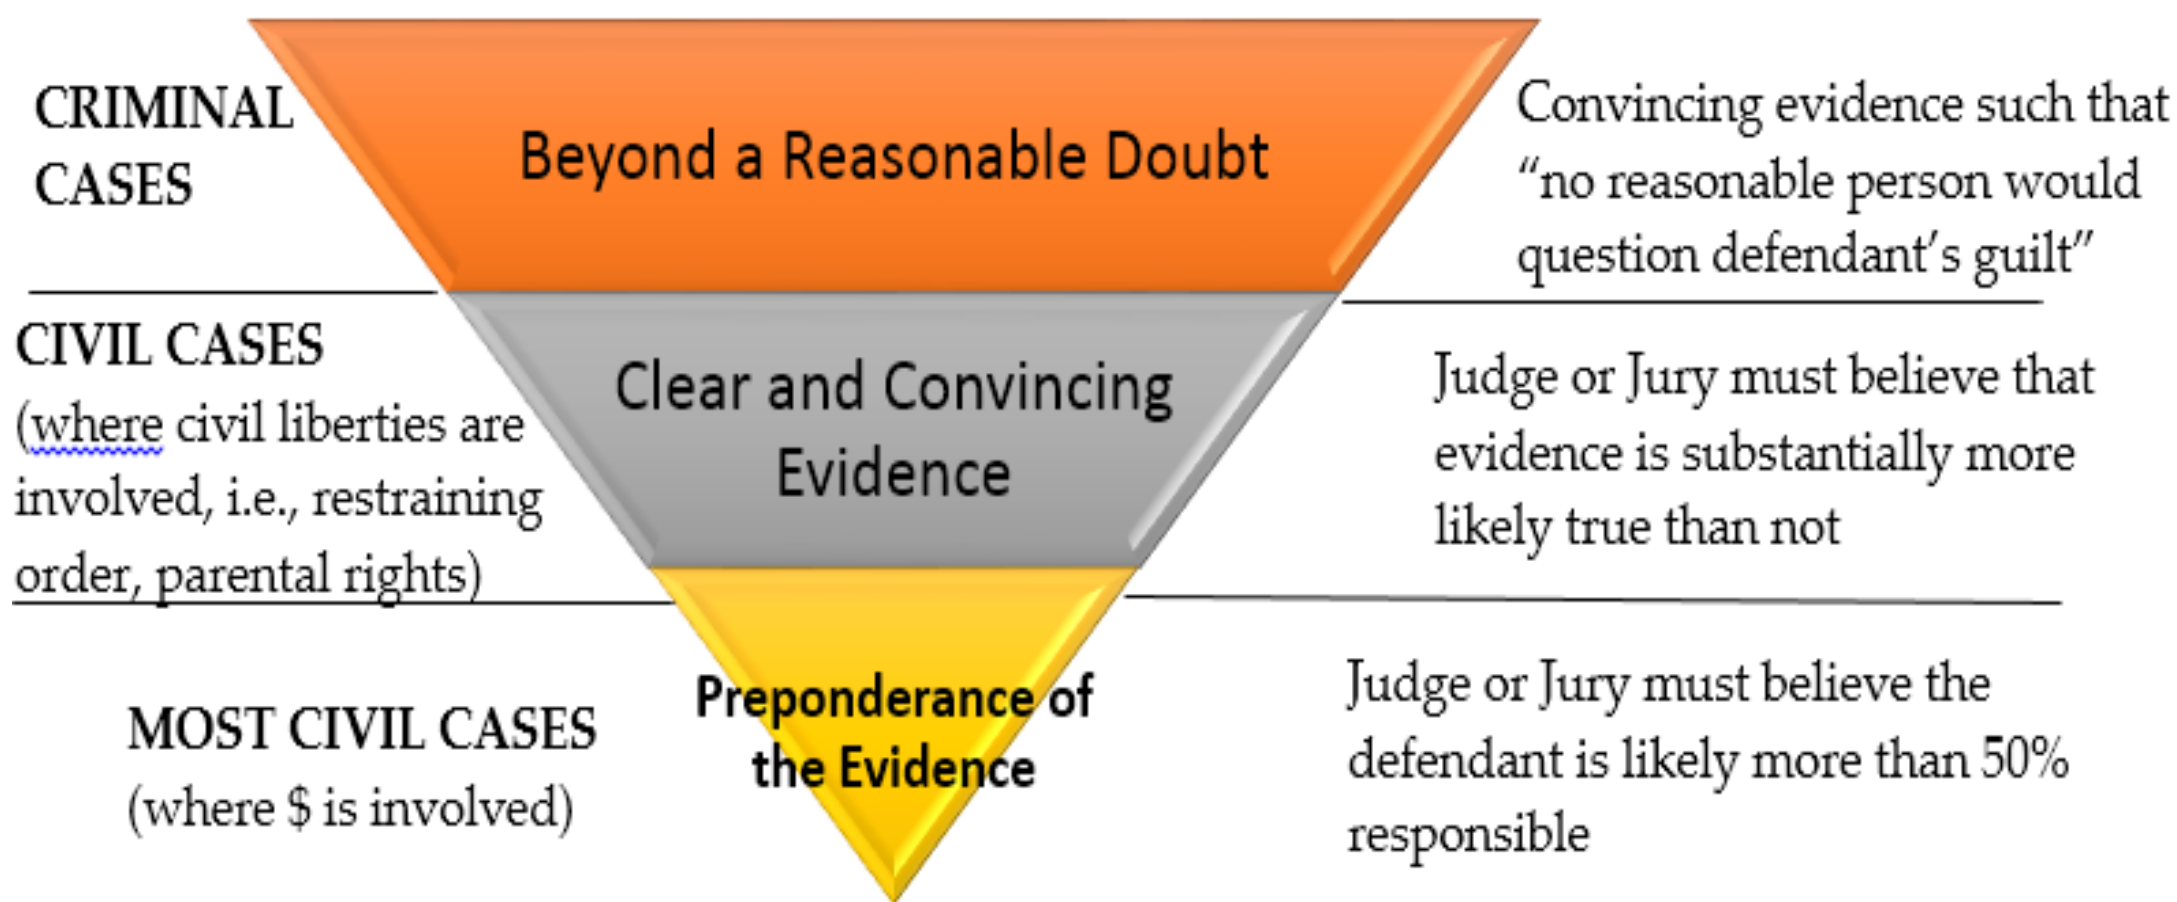 CRIMINAL
CASES
Beyond a Reasonable Doubt
Convincing evidence such that
“no reasonable person would
question defendant’s guilt”
CIVIL CASES
(where civil liberties are
involved, i.e., restraining
order, parental rights)
Clear and Convincing
Evidence
Judge or Jury must believe that
evidence is substantially more
likely true than not
MOST CIVIL CASES
(where $ is involved)
Preponderance of
the Evidence
Judge or Jury must believe the
defendant is likely more than 50%
responsible